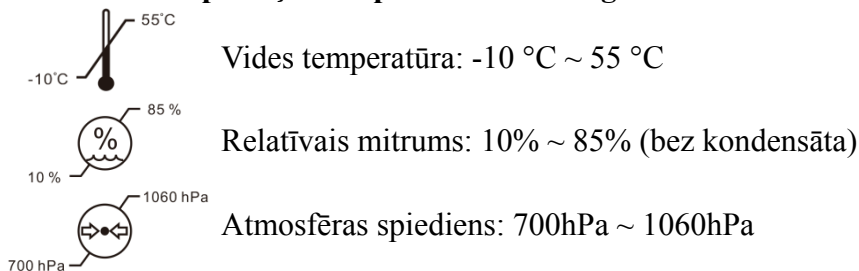 55°C
-10°C
Vides temperatūra: -10 °C ~ 55 °C
85 %
%
10 %
Relatīvais mitrums: 10% ~ 85% (bez kondensāta)
1060 hPa
700 hPa
Atmosfēras spiediens: 700hPa ~ 1060hPa